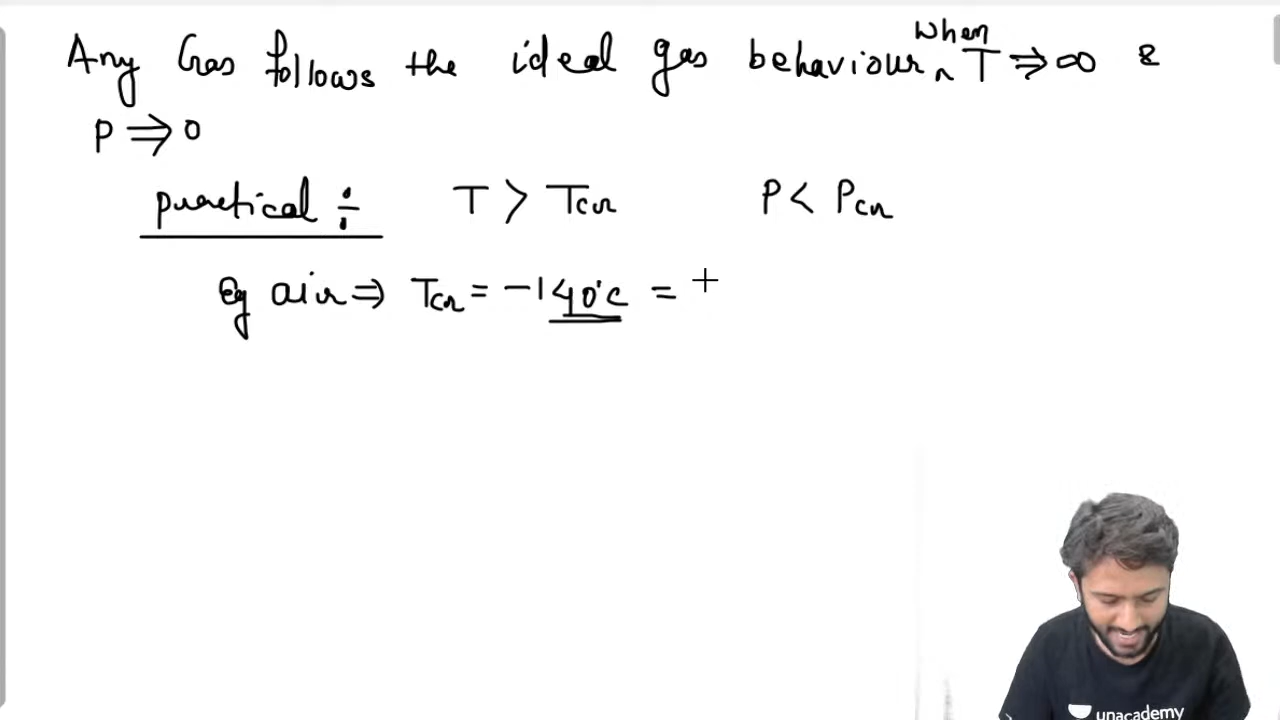 Any Gas follows the ideal gas behaviour ^ when T ⇒ ∞ &
P ⇒ 0
practical ÷ T > Tcr P < Pcr
Eg air ⇒ Tcr = -140°C =
unacademy